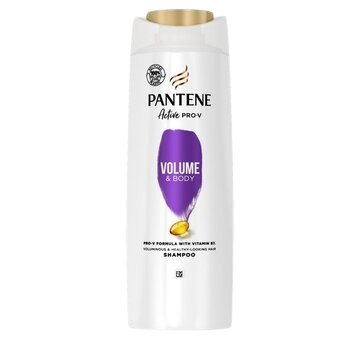 PANTENE
Active PRO-V
VOLUME
& BODY
PRO-V FORMULA WITH VITAMIN B5,
VOLUMINOUS & HEALTHY-LOOKING HAIR
SHAMPOO